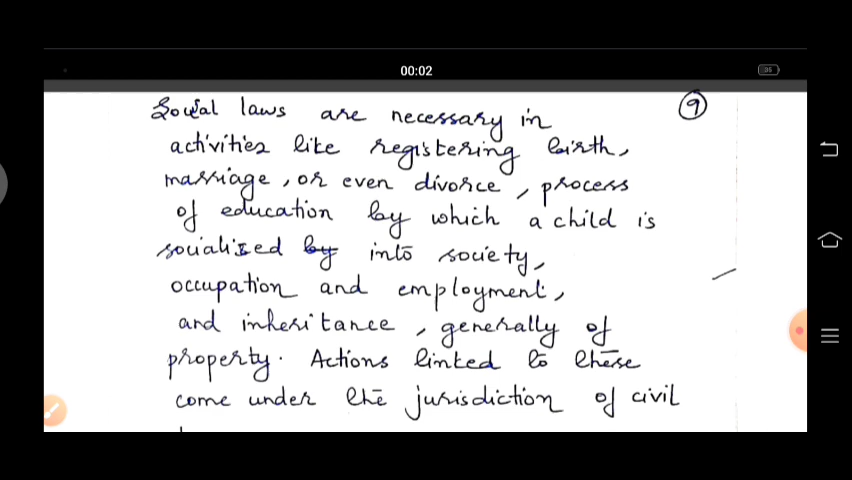 00:02
Social laws are necessary in
⑨
activities like registering birth,
marriage, or even divorce, process
of education by which a child is
socialized by into society,
occupation and employment,
and inheritance, generally of
property. Actions linked to these
come under the jurisdiction of civil